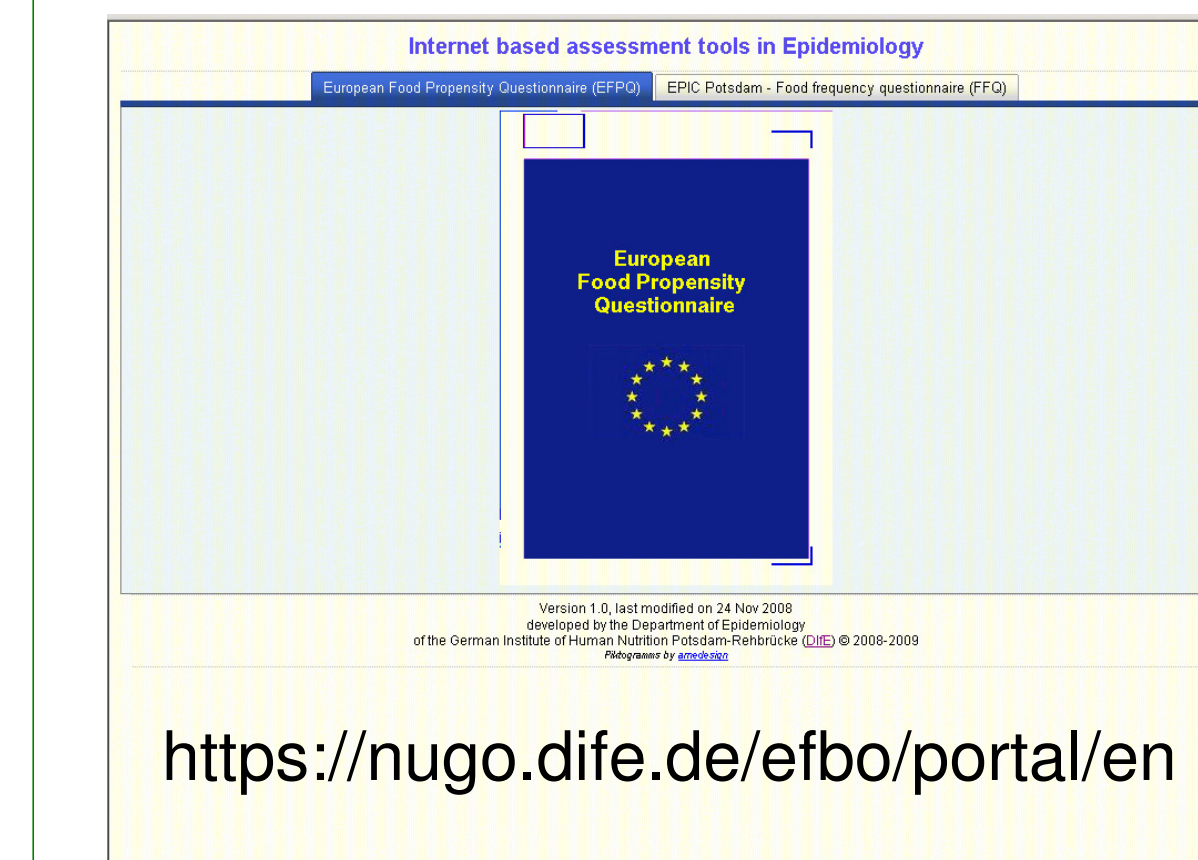 Internet based assessment tools in Epidemiology
European Food Propensity Questionnaire (EFPQ) EPIC Potsdam - Food frequency questionnaire (FFQ)
European
Food Propensity
Questionnaire
Version 1.0, last modified on 24 Nov 2008
developed by the Department of Epidemiology
of the German Institute of Human Nutrition Potsdam-Rehbrücke (DIfE) © 2008-2009
Piktogramms by arnedesign
https://nugo.dife.de/efbo/portal/en